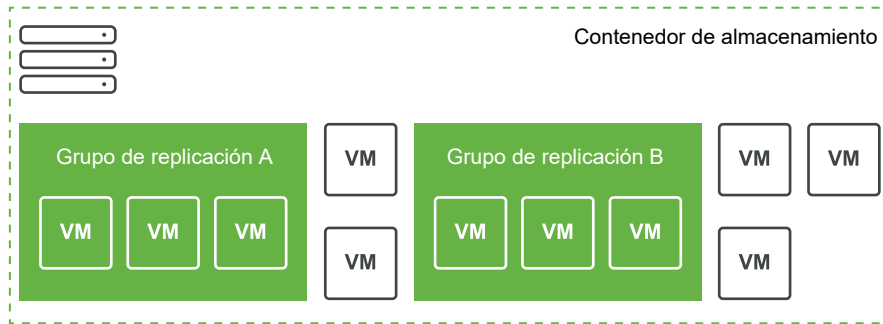 Contenedor de almacenamiento
Grupo de replicación A
VM
Grupo de replicación B
VM
VM
VM
VM
VM
VM
VM
VM
VM
VM